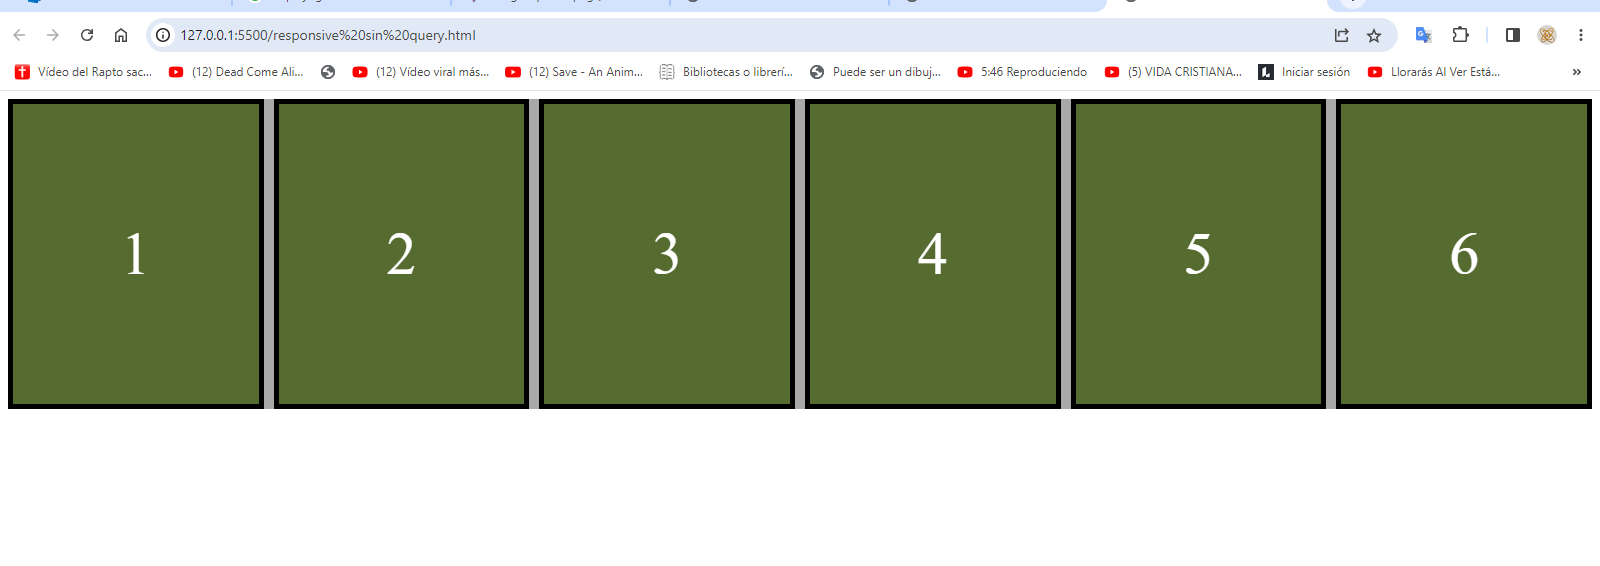 127.0.0.1:5500/responsive%20sin%20query.html
Vídeo del Rapto sac... (12) Dead Come Ali... (12) Vídeo viral más... (12) Save - An Anim... Bibliotecas o librerí... Puede ser un dibuj... 5:46 Reproduciendo (5) VIDA CRISTIANA... Iniciar sesión Llorarás Al Ver Está... »
1 2 3 4 5 6